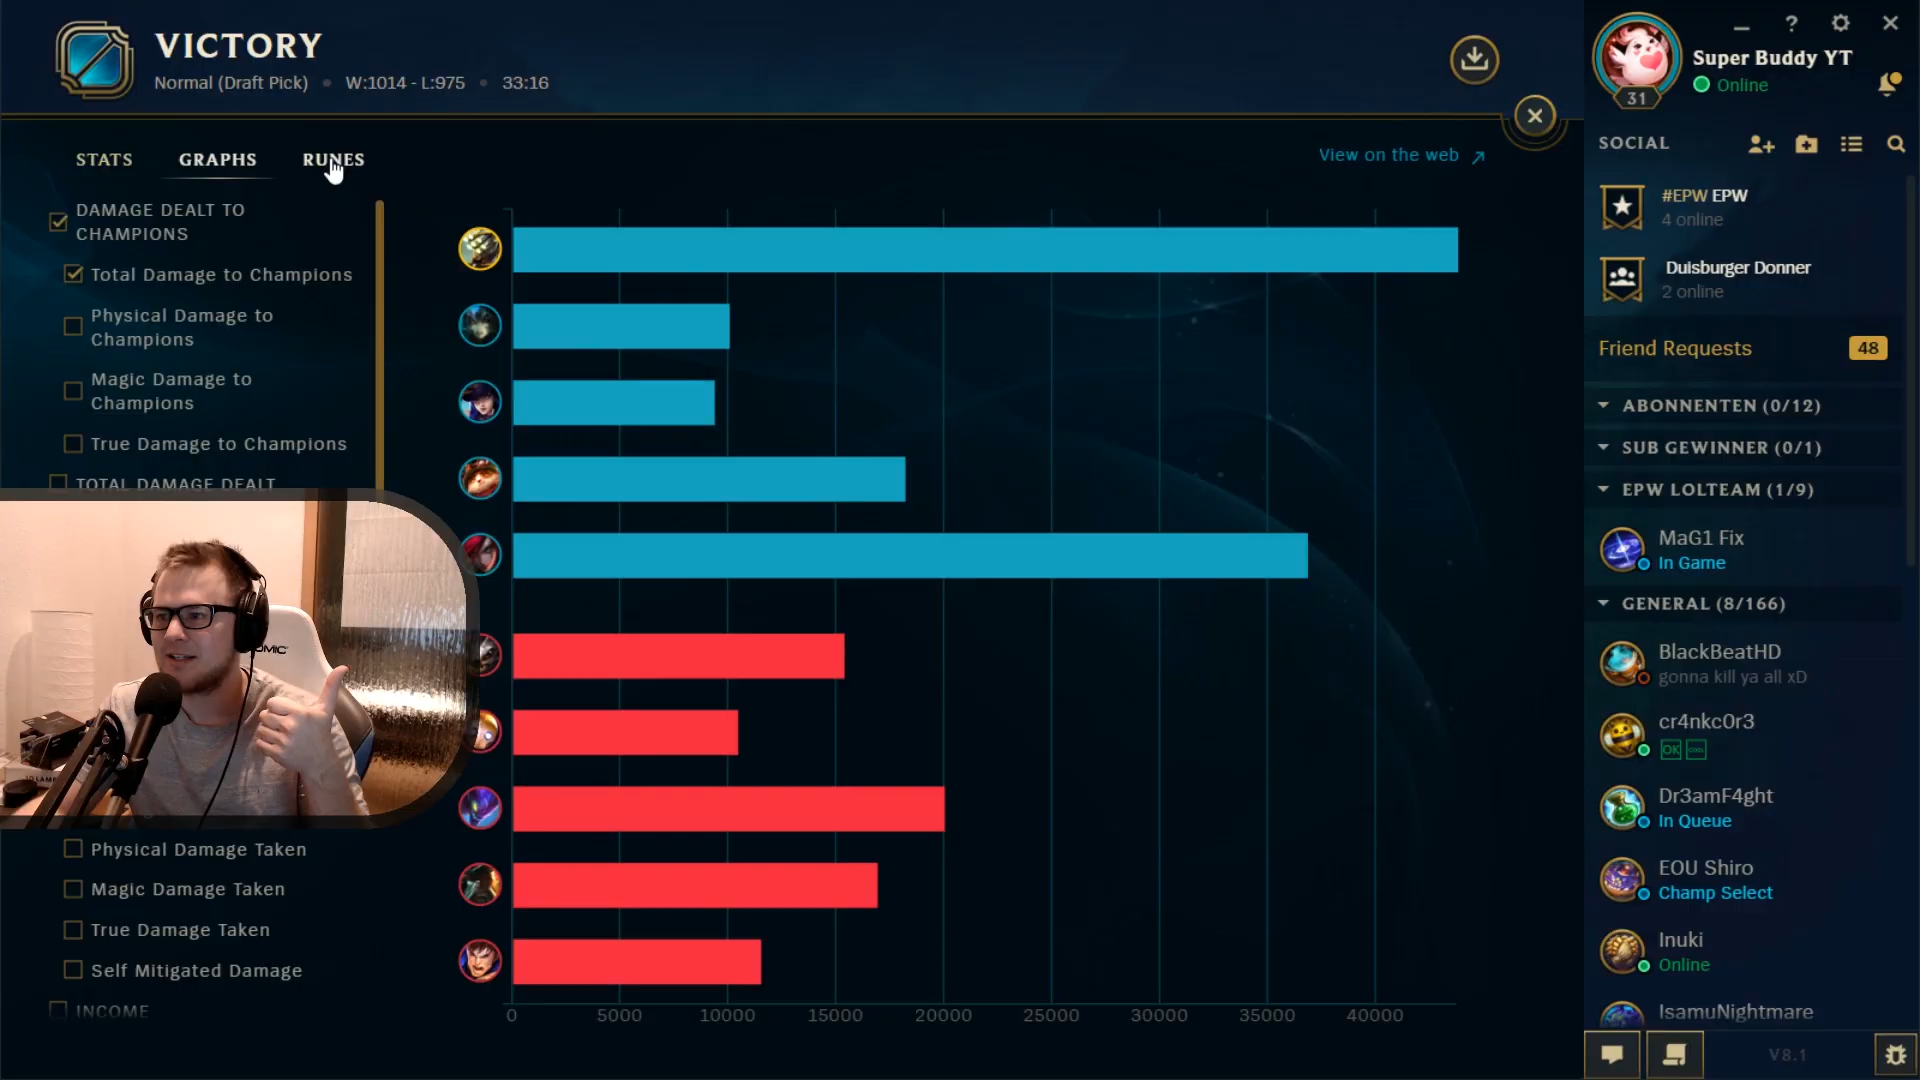 VICTORY
Normal (Draft Pick) • W:1014 - L:975 • 33:16
STATS GRAPHS RUNES
View on the web
DAMAGE DEALT TO
CHAMPIONS
Total Damage to Champions
Physical Damage to
Champions
Magic Damage to
Champions
True Damage to Champions
TOTAL DAMAGE DEALT
Physical Damage Taken
Magic Damage Taken
True Damage Taken
Self Mitigated Damage
INCOME
0 5000 10000 15000 20000 25000 30000 35000 40000
Super Buddy YT
Online
31
SOCIAL
#EPW EPW
4 online
Duisburger Donner
2 online
Friend Requests 48
ABONNENTEN (0/12)
SUB GEWINNER (0/1)
EPW LOLTEAM (1/9)
MaG1 Fix
In Game
GENERAL (8/166)
BlackBeatHD
gonna kill ya all xD
cr4nkc0r3
OK COOL
Dr3amF4ght
In Queue
EOU Shiro
Champ Select
Inuki
Online
IsamuNightmare
V8.1